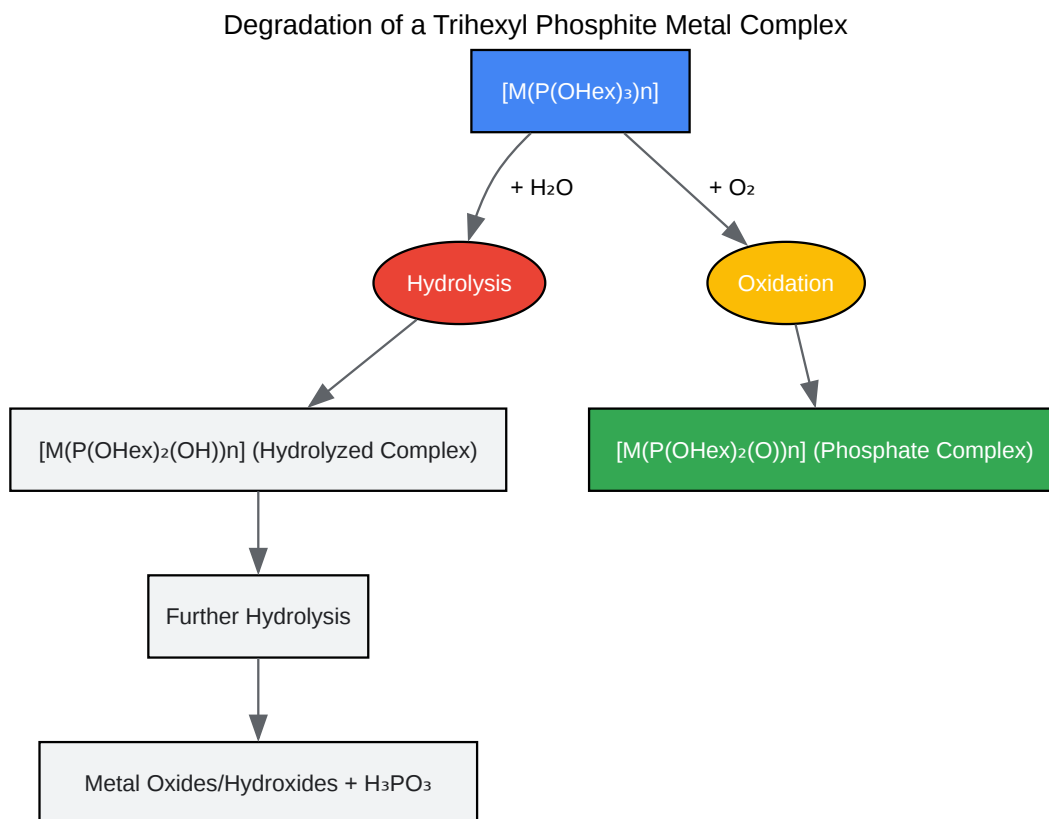 Degradation of a Trihexyl Phosphite Metal Complex
[M(P(OHex)₃)n]
+ H₂O
+ O₂
Hydrolysis
Oxidation
[M(P(OHex)₂(OH))n] (Hydrolyzed Complex)
[M(P(OHex)₂(O))n] (Phosphate Complex)
Further Hydrolysis
Metal Oxides/Hydroxides + H₃PO₃